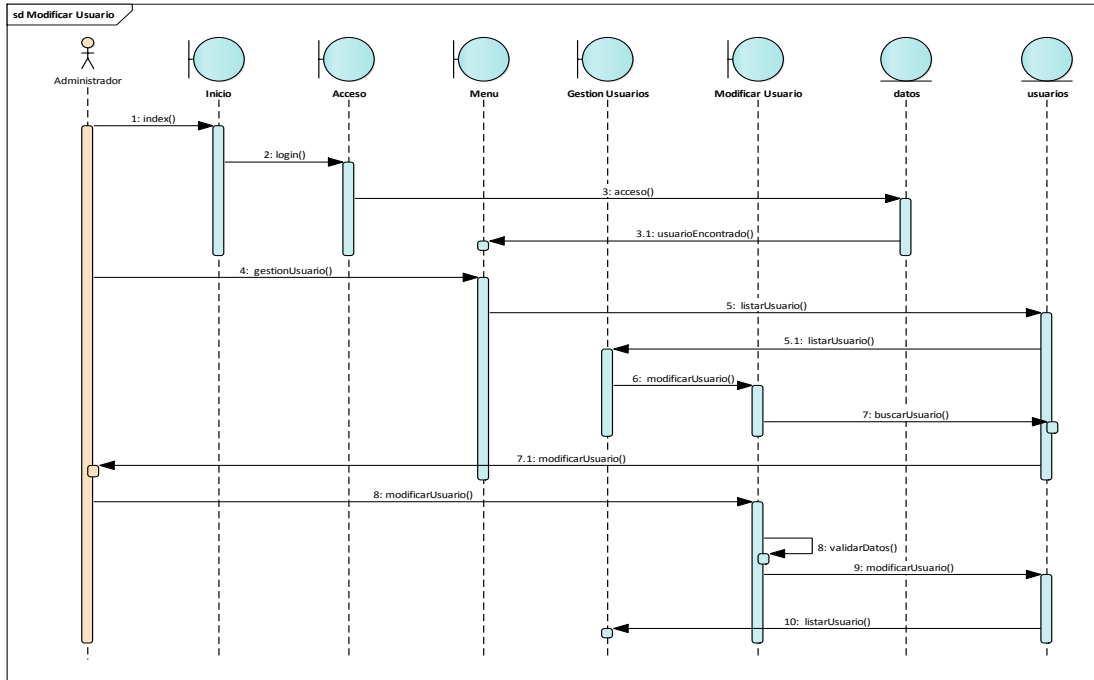 sd Modificar Usuario
Administrador
Inicio
Acceso
Menu
Gestion Usuarios
Modificar Usuario
datos
usuarios
1: index()
2: login()
3: acceso()
3.1: usuarioEncontrado()
4: gestionUsuario()
5: listarUsuario()
5.1: listarUsuario()
6: modificarUsuario()
7: buscarUsuario()
7.1: modificarUsuario()
8: modificarUsuario()
8: validarDatos()
9: modificarUsuario()
10: listarUsuario()